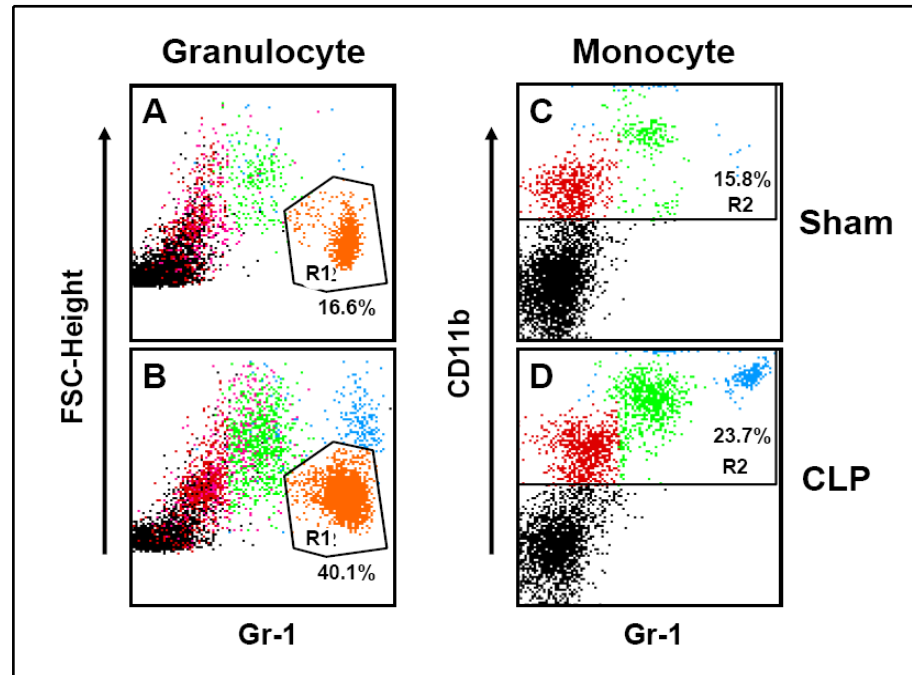 Granulocyte
Monocyte
A
FSC-Height
R1
16.6%
C
CD11b
15.8%
R2
Sham
B
R1
40.1%
D
23.7%
R2
CLP
Gr-1
Gr-1